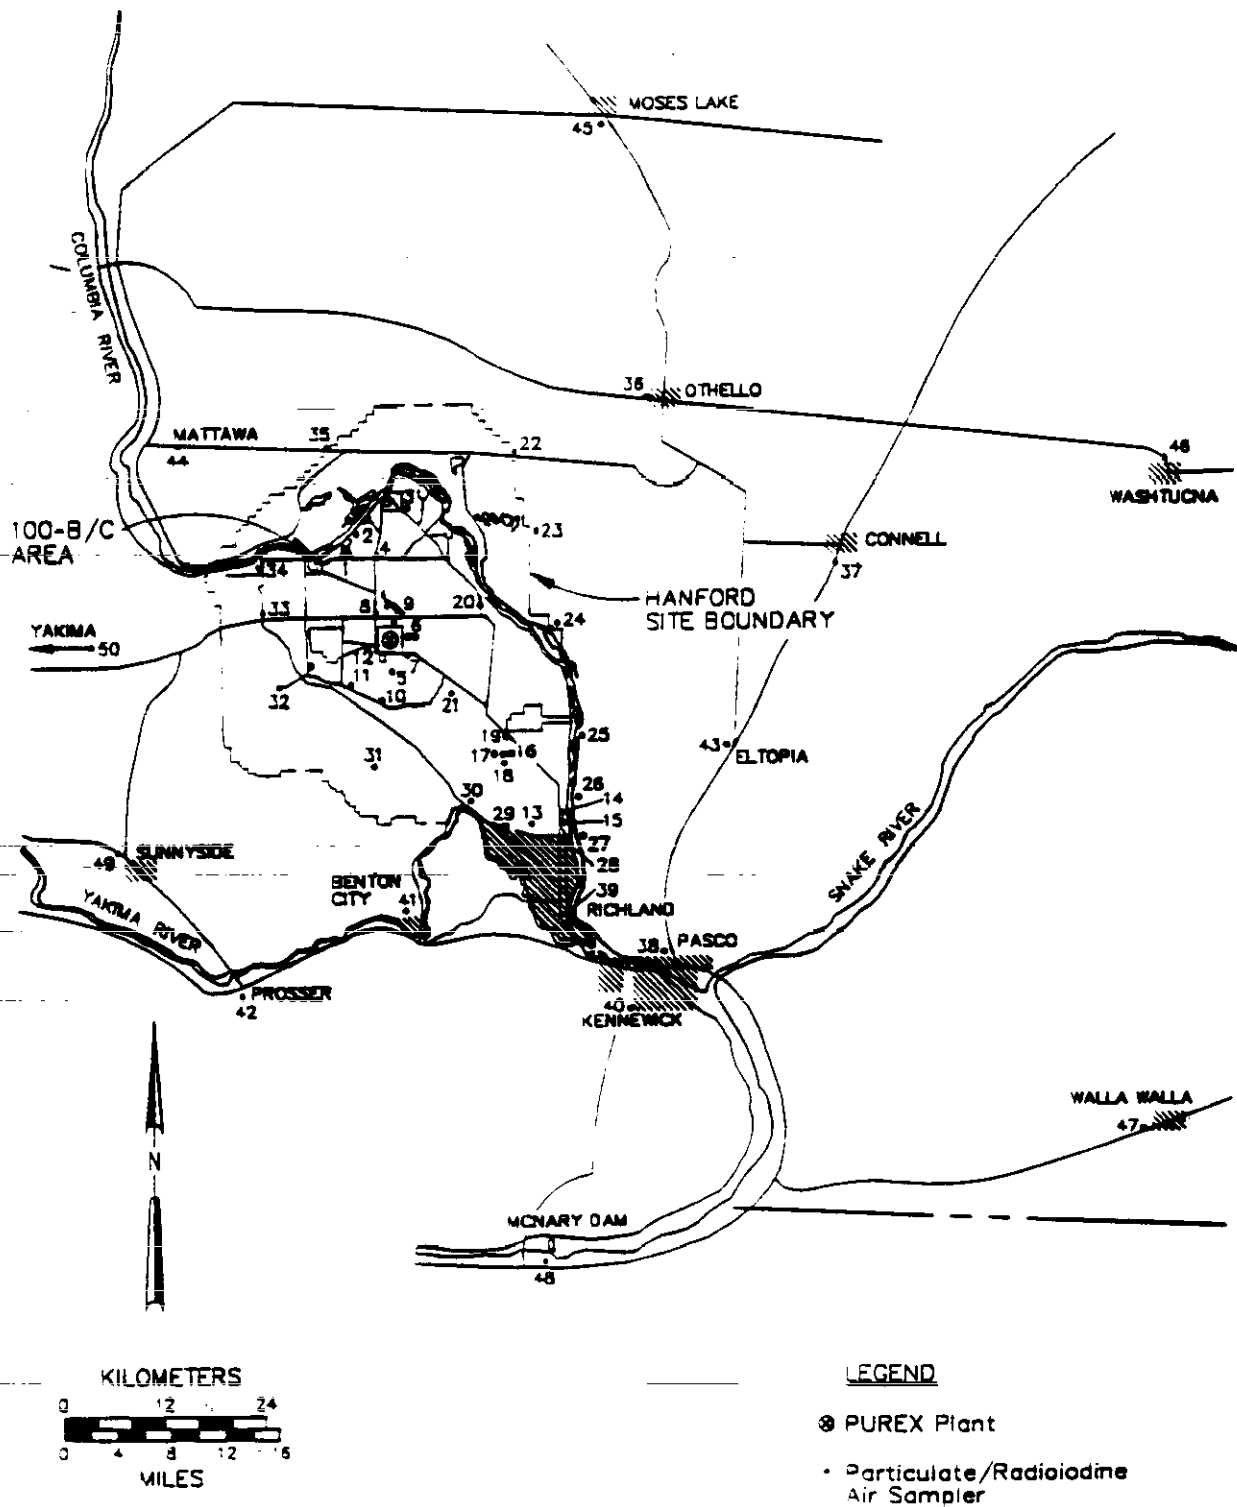 MOSES LAKE
45
COLUMBIA RIVER
36
OTHELLO
MATTAWA
44
35
22
46
WASHTUCNA
100-B/C
AREA
2
4
23
CONNELL
37
34
HANFORD
SITE BOUNDARY
33
8
9
20
24
YAKIMA
50
6
12
7
5
11
32
10
21
19
25
17
16
18
43
ELTOPIA
31
26
30
14
29
13
15
27
28
SNAKE RIVER
49
SUNNYSIDE
BENTON
CITY
39
41
RICHLAND
YAKIMA RIVER
38
PASCO
PROSSER
42
40
KENNEWICK
WALLA WALLA
47
N
MCNARY DAM
48
KILOMETERS
0 12 24
0 4 8 12 16
MILES
LEGEND
PUREX Plant
Particulate/Radioiodine
Air Sampler